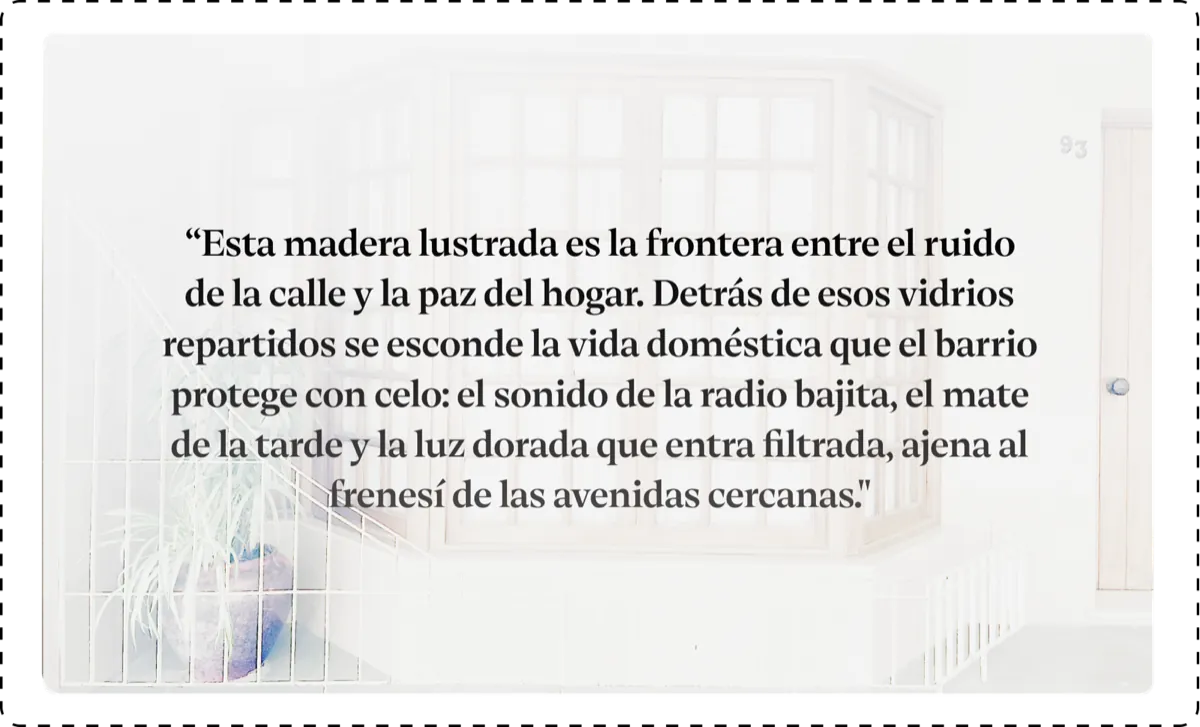 93
“Esta madera lustrada es la frontera entre el ruido
de la calle y la paz del hogar. Detrás de esos vidrios
repartidos se esconde la vida doméstica que el barrio
protege con celo: el sonido de la radio bajita, el mate
de la tarde y la luz dorada que entra filtrada, ajena al
frenesí de las avenidas cercanas."